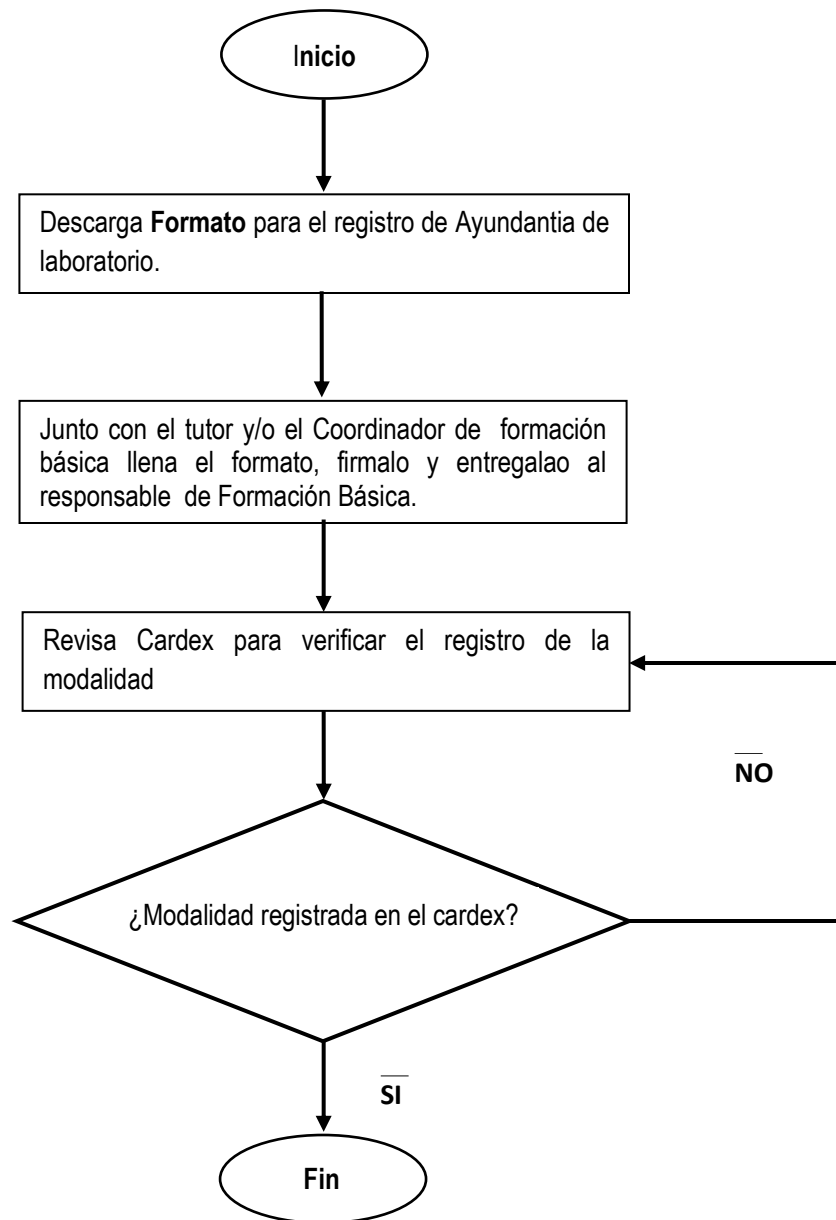 Inicio
Descarga Formato para el registro de Ayundantia de
laboratorio.
Junto con el tutor y/o el Coordinador de formación
básica llena el formato, firmalo y entregalao al
responsable de Formación Básica.
Revisa Cardex para verificar el registro de la
modalidad
NO
¿Modalidad registrada en el cardex?
SI
Fin